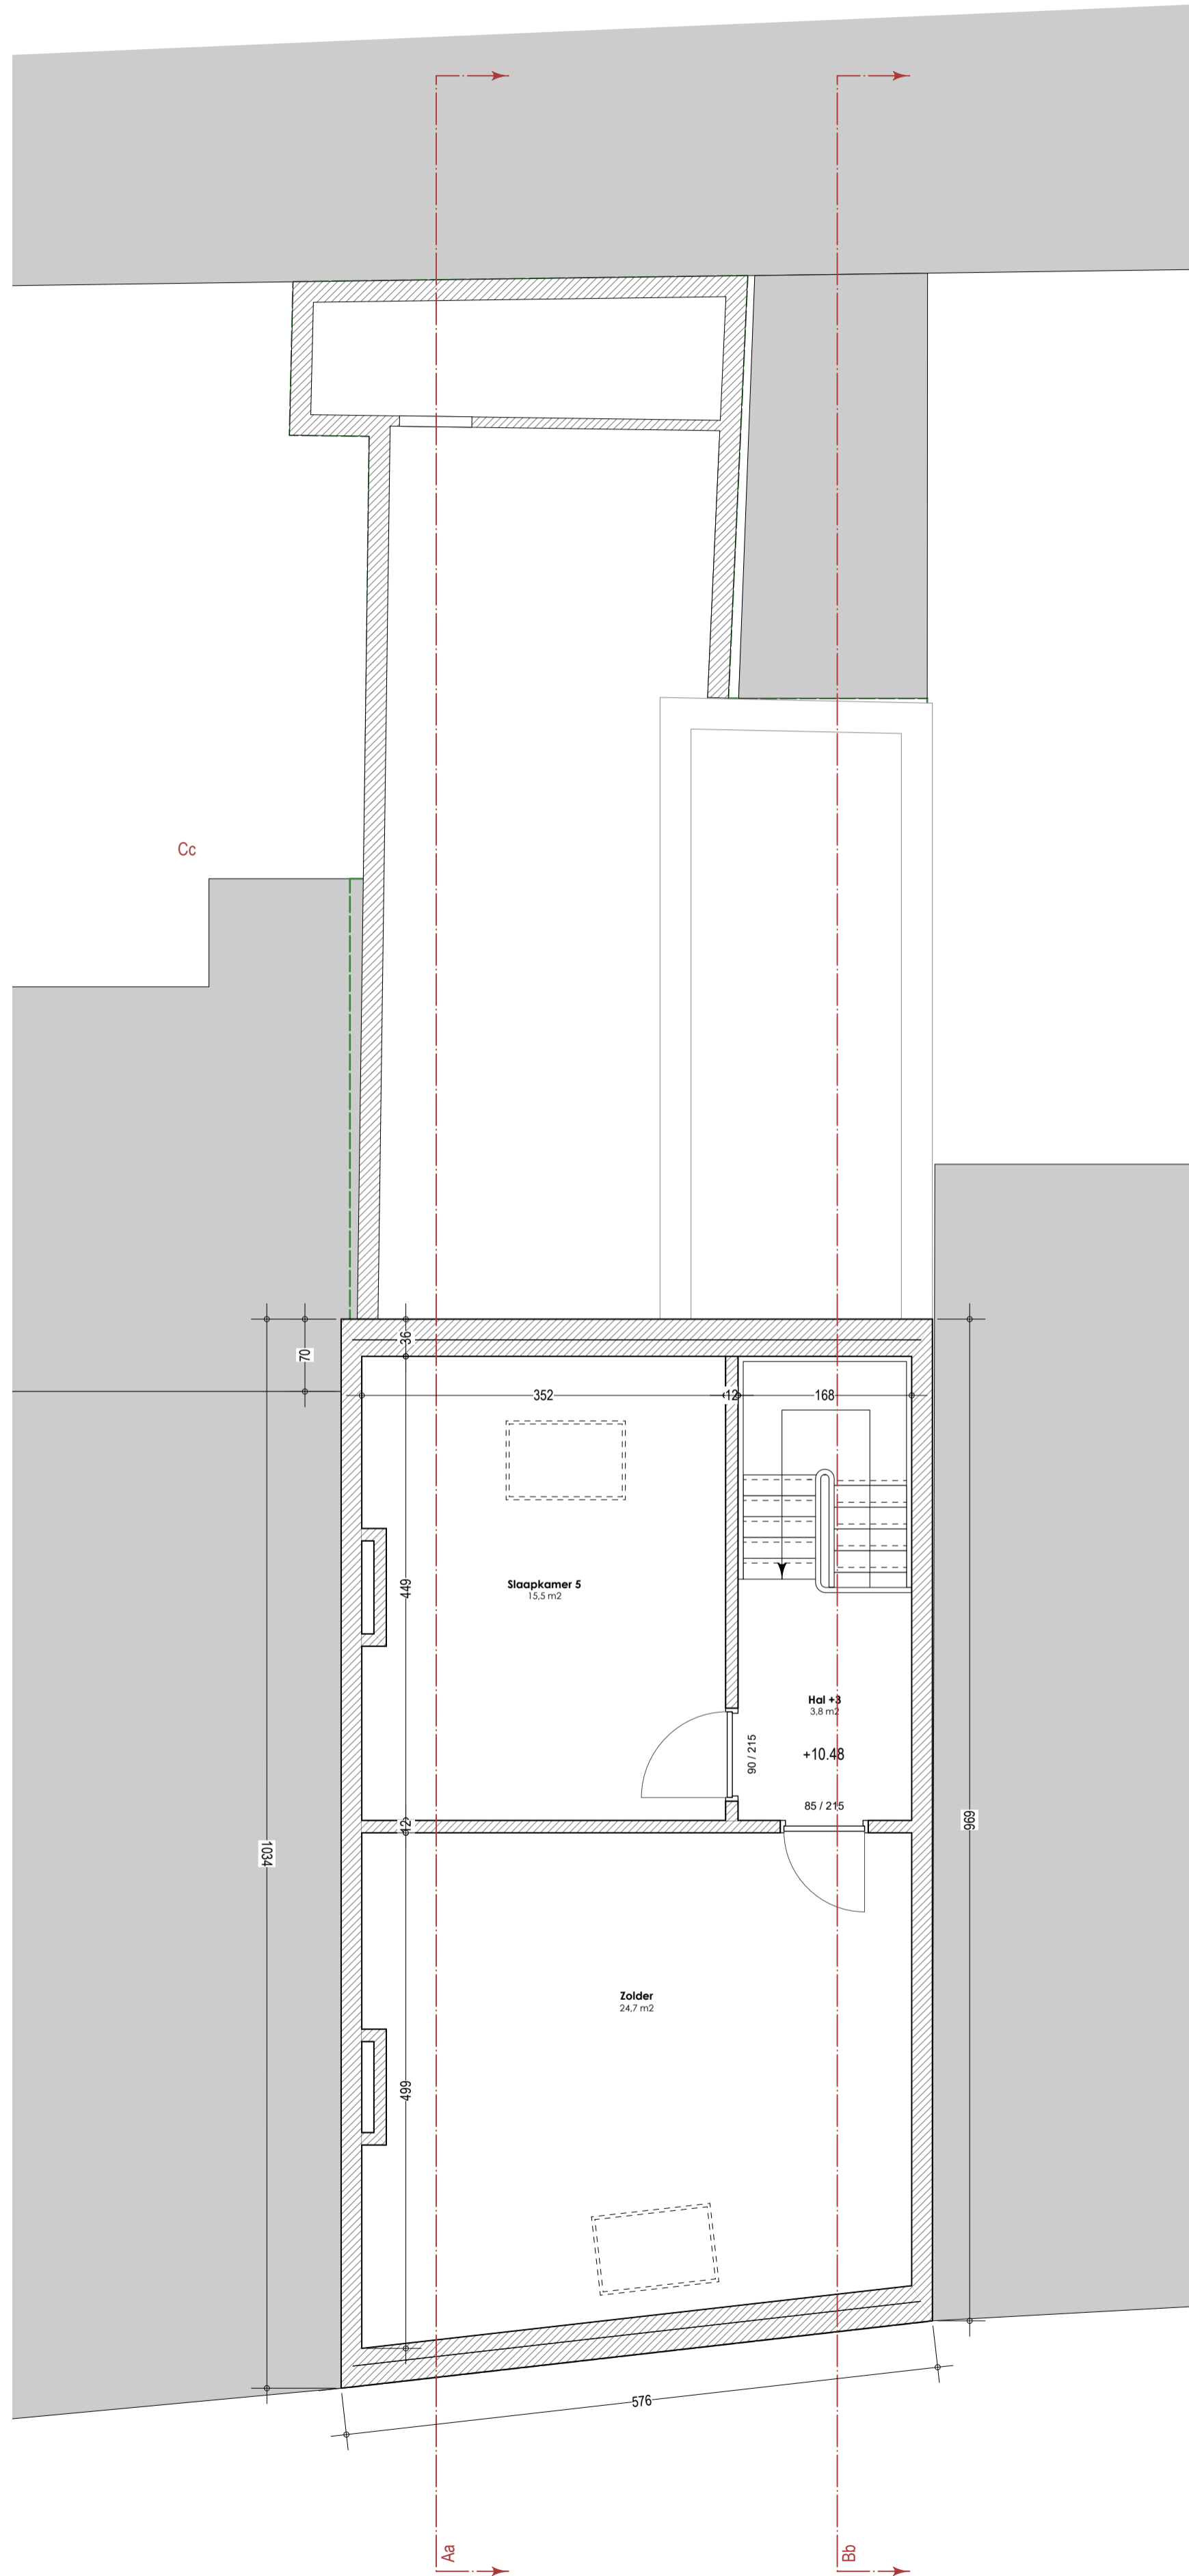 Cc
36
70
352
12
168
Slaapkamer 5
15,5 m2
449
Hal +3
3,8 m2
+10.48
90 / 215
85 / 215
12
1034
969
Zolder
24,7 m2
499
576
Aa
Bb